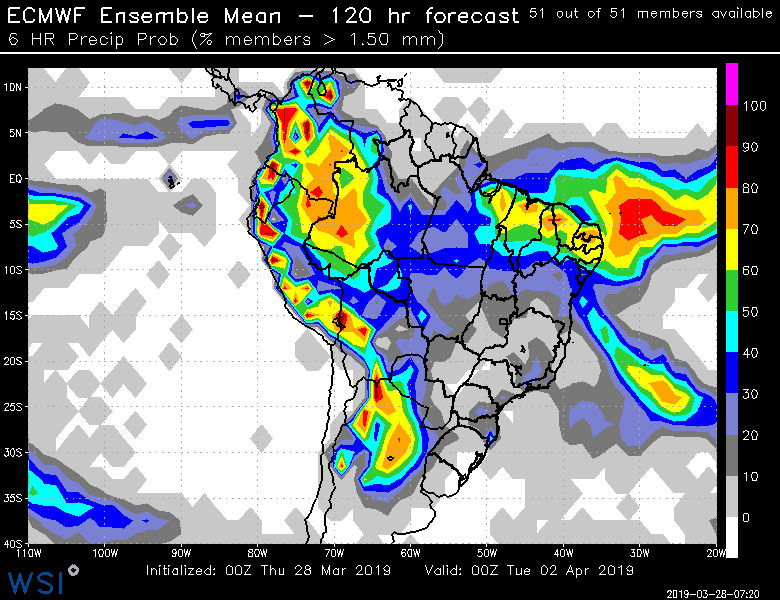 ECMWF Ensemble Mean – 120 hr forecast 51 out of 51 members available
6 HR Precip Prob (% members > 1.50 mm)
10N
5N
EQ
5S
10S
15S
20S
25S
30S
35S
40S
110W 100W 90W 80W 70W 60W 50W 40W 30W 20W
100
90
80
70
60
50
40
30
20
10
0
Initialized: 00Z Thu 28 Mar 2019 Valid: 00Z Tue 02 Apr 2019
WSI
2019-03-28-07:20